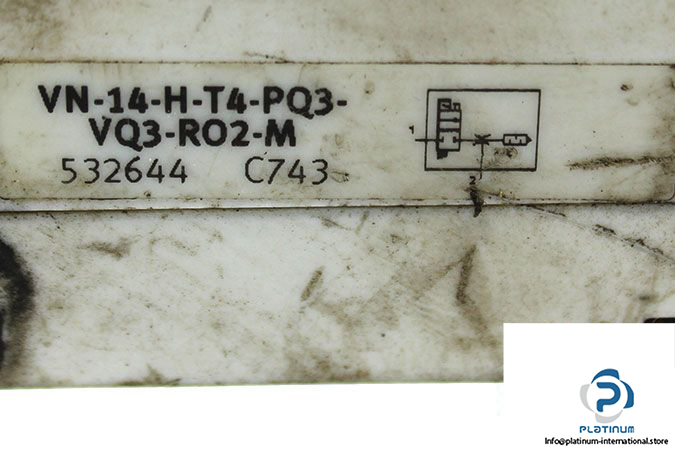 VN-14-H-T4-PQ3-
VQ3-RO2-M
532644 C743
1
2
PLATINUM
Info@platinum-international.store